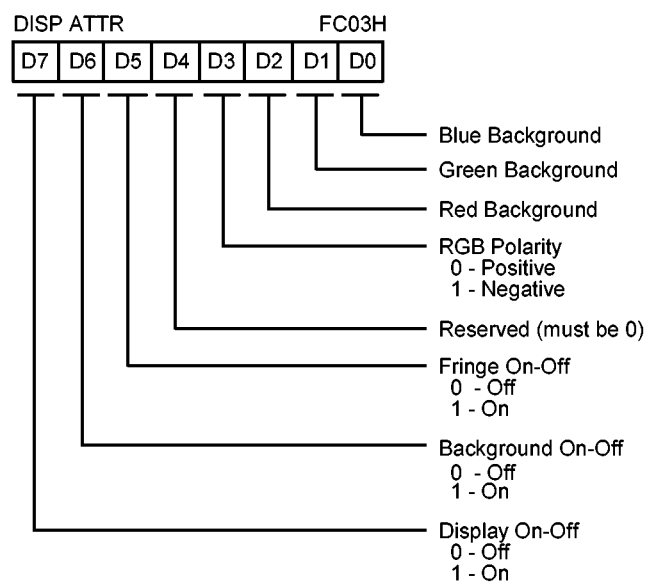 DISP ATTR FC03H
D7 D6 D5 D4 D3 D2 D1 D0
Blue Background
Green Background
Red Background
RGB Polarity
0 - Positive
1 - Negative
Reserved (must be 0)
Fringe On-Off
0 - Off
1 - On
Background On-Off
0 - Off
1 - On
Display On-Off
0 - Off
1 - On